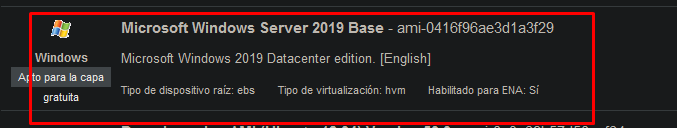 Microsoft Windows Server 2019 Base - ami-0416f96ae3d1a3f29
Windows
Microsoft Windows 2019 Datacenter edition. [English]
Apto para la capa
gratuita
Tipo de dispositivo raíz: ebs Tipo de virtualización: hvm Habilitado para ENA: Sí